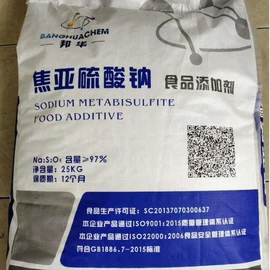 BANGHUACHEM
邦华
焦亚硫酸钠 食品添加剂
SODIUM METABISULFITE
FOOD ADDITIVE
Na₂S₂O₅ 含量≥97%
净含量：25KG
保质期：12个月
食品生产许可证：SC20137070300637
本企业产品通过ISO9001:2015质量管理体系认证
本企业产品通过ISO22000:2006食品安全管理体系认证
符合GB1886.7-2015标准